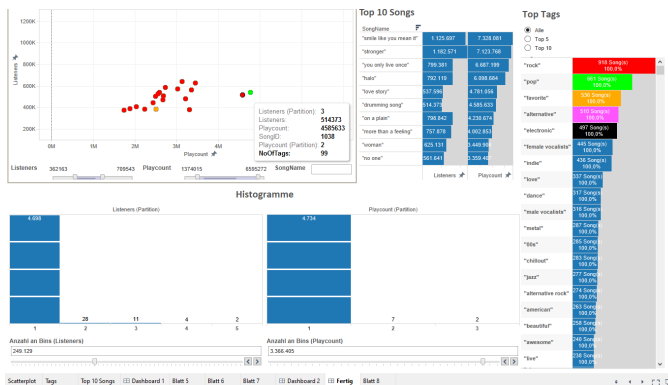 Top 10 Songs
Top Tags
Alle
Top 5
Top 10
1200K
1000K
800K
600K
400K
200K
Listeners
0M
1M
2M
3M
4M
Playcount
Listeners (Partition): 3
Listeners: 514373
Playcount: 4585633
SongID: 1038
Playcount (Partition): 2
NoOfTags: 99
Listeners 362163 709543 Playcount 1374015 6595272 SongName
SongName
"smile like you mean it" 1.125.697 7.328.081
"stronger" 1.182.571 7.123.768
"you only live once" 799.381 6.687.199
"halo" 792.119 6.098.684
"love story" 537.596 4.781.058
"drumming song" 514.373 4.585.633
"on a plain" 798.842 4.230.674
"more than a feeling" 757.878 4.002.853
"woman" 625.131 3.449.901
"no one" 561.641 3.359.46
Listeners Playcount
"rock" 918 Song(s)
100,0%
"pop" 661 Song(s)
100,0%
"favorite" 536 Song(s)
100,0%
"alternative" 510 Song(s)
100,0%
"electronic" 497 Song(s)
100,0%
"female vocalists" 445 Song(s)
100,0%
"indie" 436 Song(s)
100,0%
"love" 337 Song(s)
100,0%
"dance" 317 Song(s)
100,0%
"male vocalists" 316 Song(s)
100,0%
"metal" 287 Song(s)
100,0%
"00s" 285 Song(s)
100,0%
"chillout" 283 Song(s)
100,0%
"jazz" 277 Song(s)
100,0%
"alternative rock" 274 Song(s)
100,0%
"american" 263 Song(s)
100,0%
"beautiful" 258 Song(s)
100,0%
"awesome" 246 Song(s)
100,0%
"live" 238 Song(s)
100,0%
Histogramme
Listeners (Partition)
4.698
28
11
4
2
1
2
3
4
5
Playcount (Partition)
4.734
7
2
1
2
3
Anzahl an Bins (Listeners)
249.129
Anzahl an Bins (Playcount)
3.366.405
Scatterplot Tags Top 10 Songs Dashboard 1 Blatt 5 Blatt 6 Blatt 7 Dashboard 2 Fertig Blatt 8